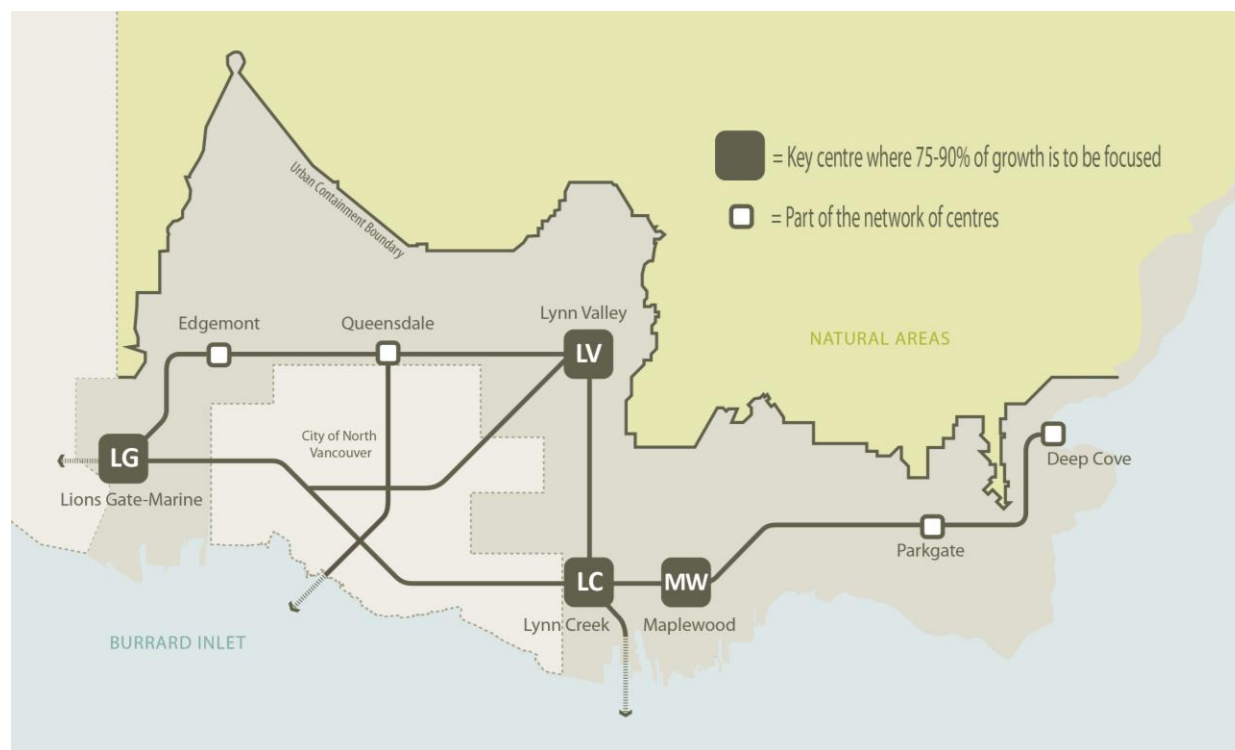 = Key centre where 75-90% of growth is to be focused
= Part of the network of centres
Urban Containment Boundary
Edgemont
Queensdale
Lynn Valley
LV
NATURAL AREAS
City of North
Vancouver
LG
Lions Gate-Marine
Deep Cove
Parkgate
LC
MW
Lynn Creek
Maplewood
BURRARD INLET